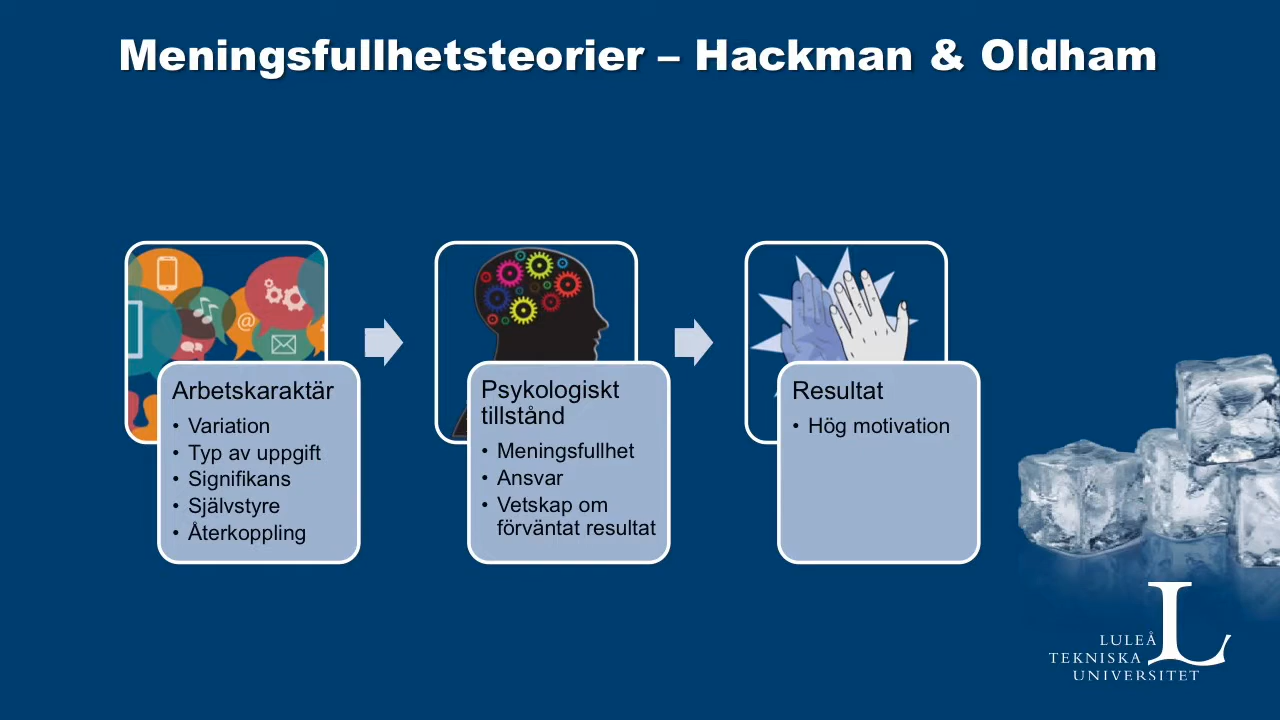 Meningsfullhetsteorier – Hackman & Oldham
Arbetskaraktär
• Variation
• Typ av uppgift
• Signifikans
• Självstyre
• Återkoppling
Psykologiskt
tillstånd
• Meningsfullhet
• Ansvar
• Vetskap om
förväntat resultat
Resultat
• Hög motivation
LULEÅ
TEKNISKA
UNIVERSITET